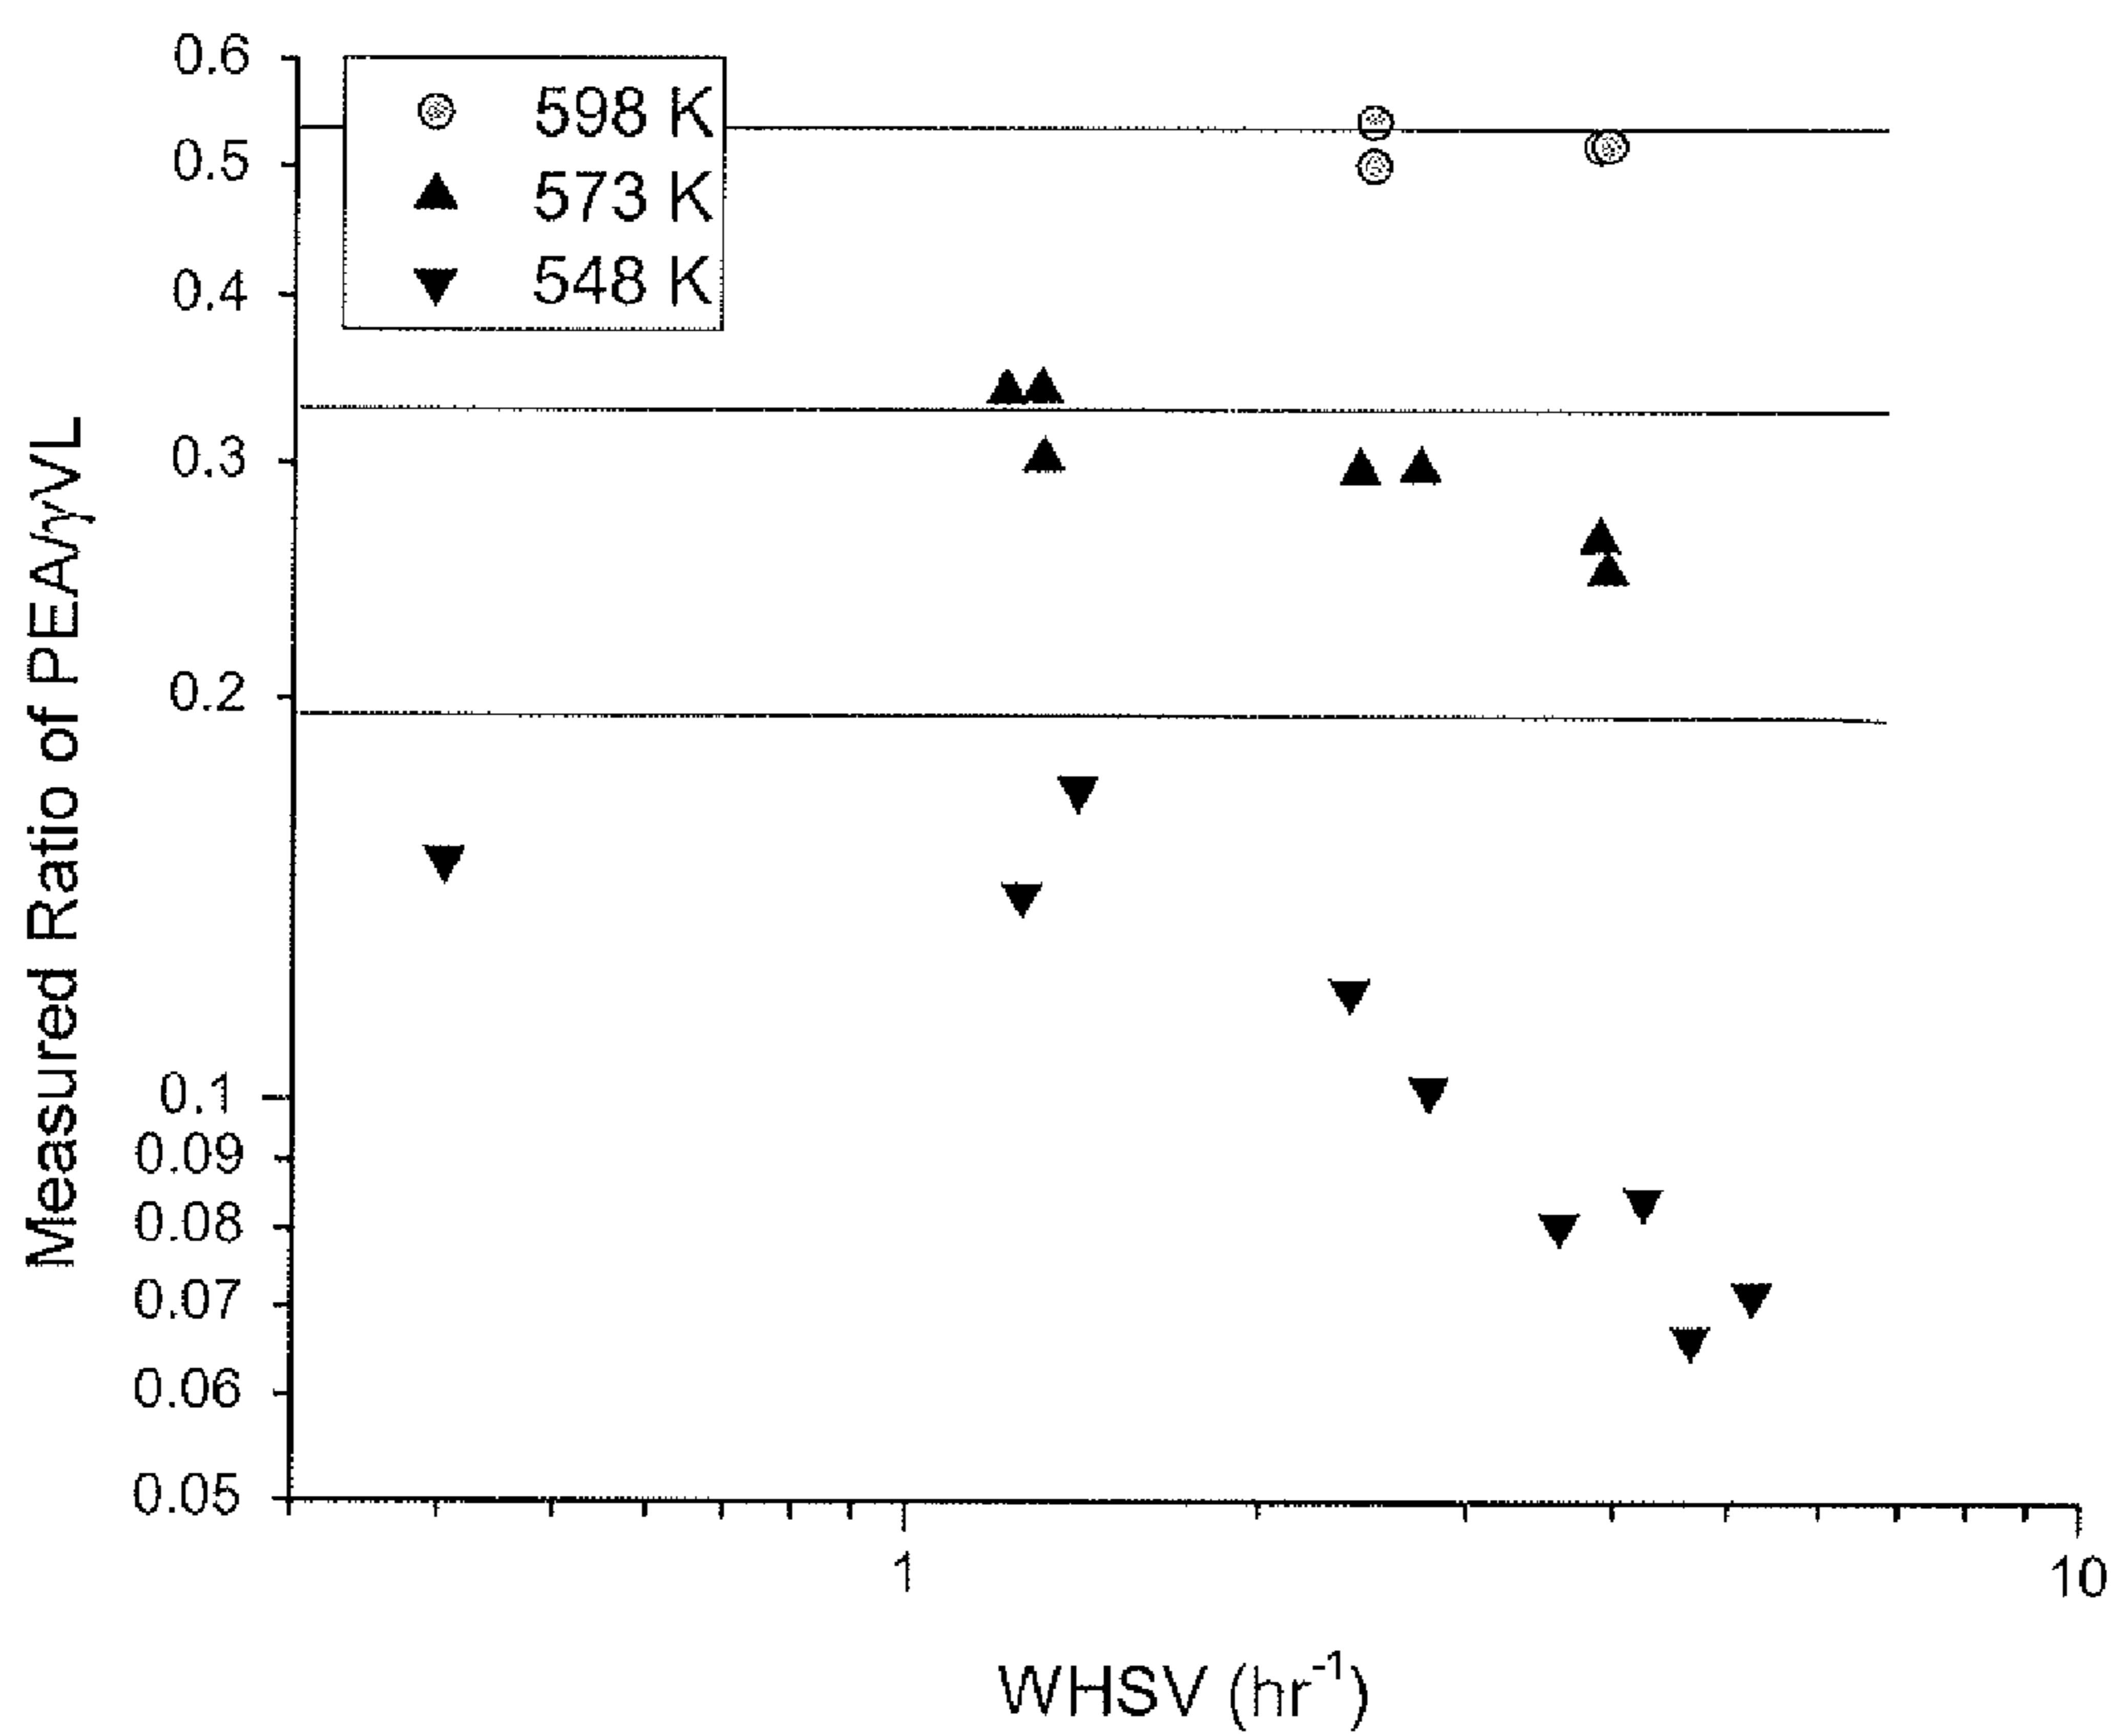 Measured Ratio of PEA/γVL
0.6
0.5
0.4
0.3
0.2
0.1
0.09
0.08
0.07
0.06
0.05
598 K
573 K
548 K
1
10
WHSV (hr⁻¹)